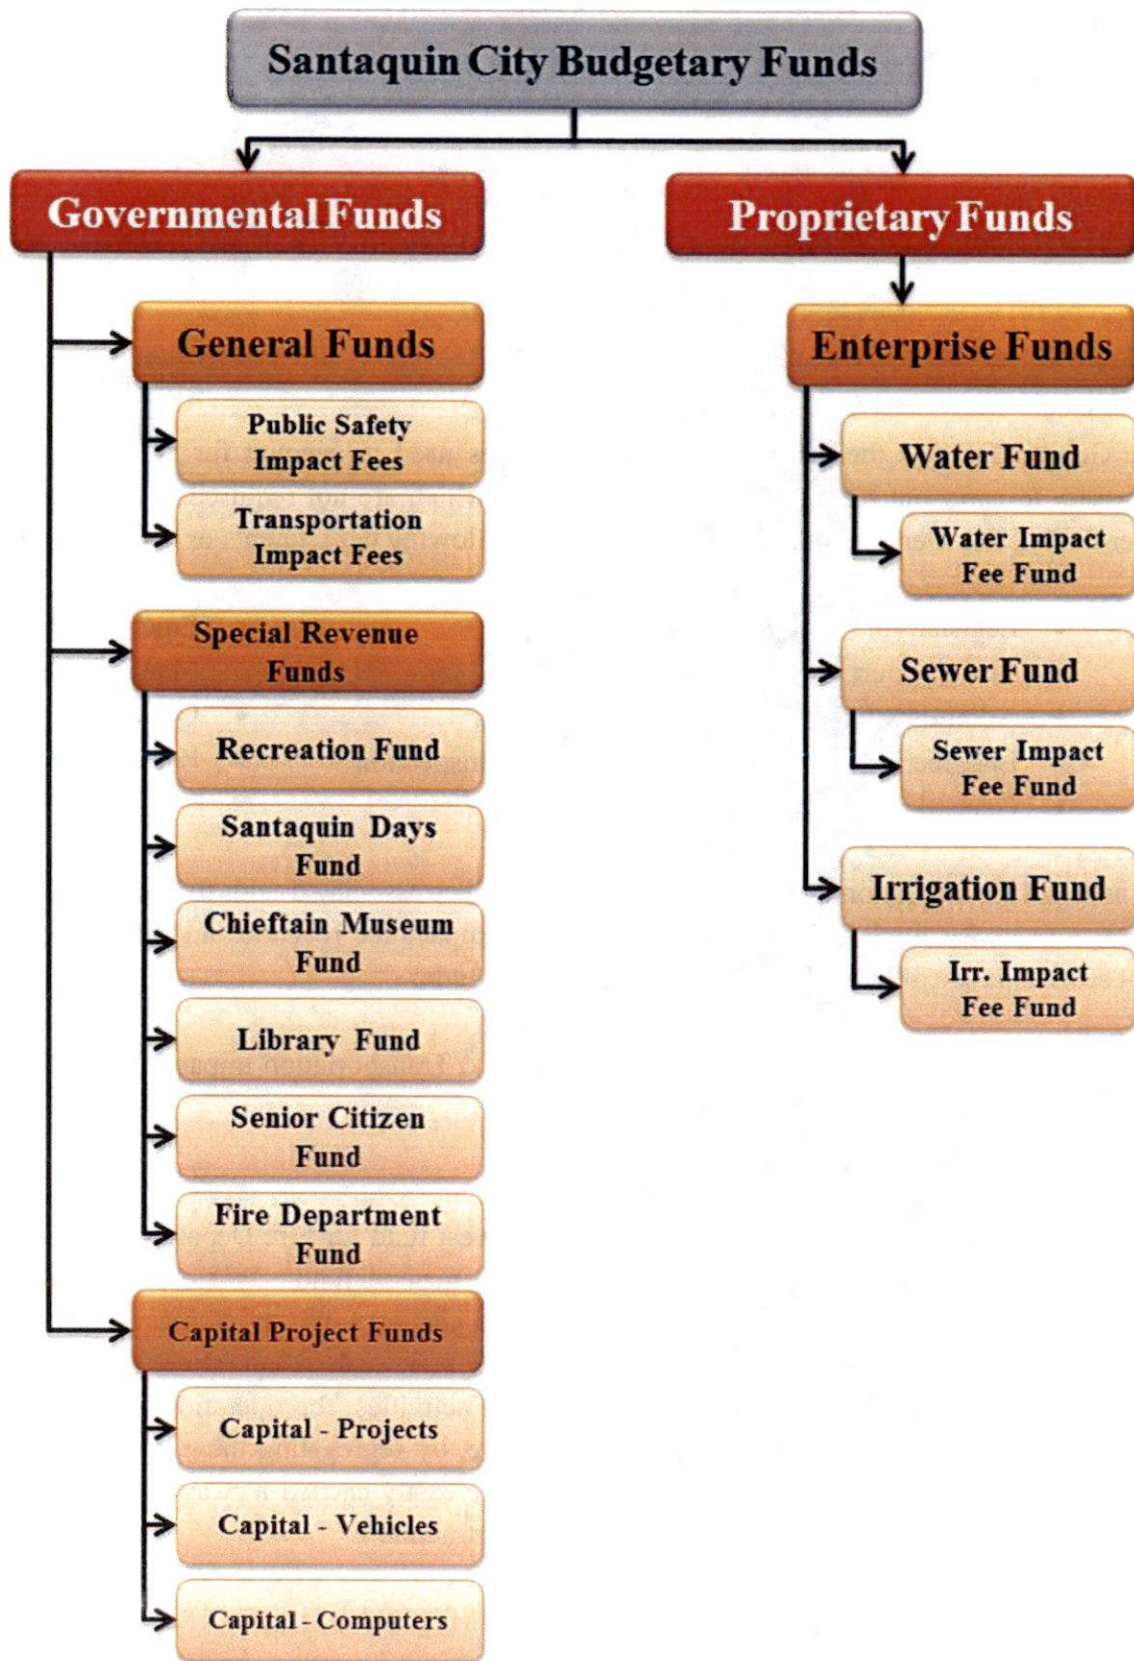 Santaquin City Budgetary Funds
Governmental Funds
General Funds
Public Safety
Impact Fees
Transportation
Impact Fees
Special Revenue
Funds
Recreation Fund
Santaquin Days
Fund
Chieftain Museum
Fund
Library Fund
Senior Citizen
Fund
Fire Department
Fund
Capital Project Funds
Capital - Projects
Capital - Vehicles
Capital - Computers
Proprietary Funds
Enterprise Funds
Water Fund
Water Impact
Fee Fund
Sewer Fund
Sewer Impact
Fee Fund
Irrigation Fund
Irr. Impact
Fee Fund